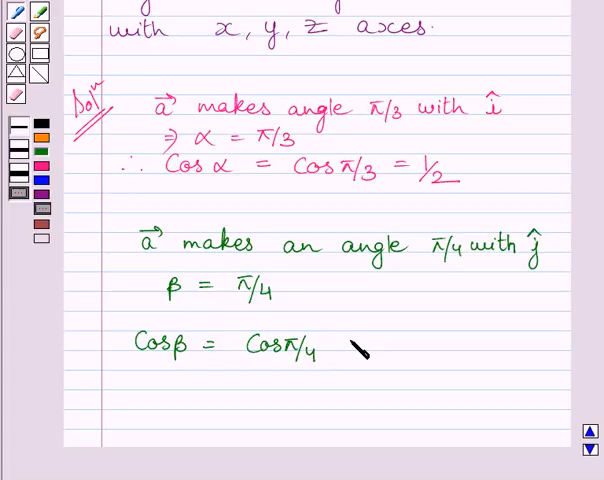 with x, y, z axes.
Solⁿ
a⃗ makes angle π/3 with î
⇒ α = π/3
∴ Cos α = Cos π/3 = 1/2
a⃗ makes an angle π/4 with ĵ
β = π/4
Cosβ = Cosπ/4